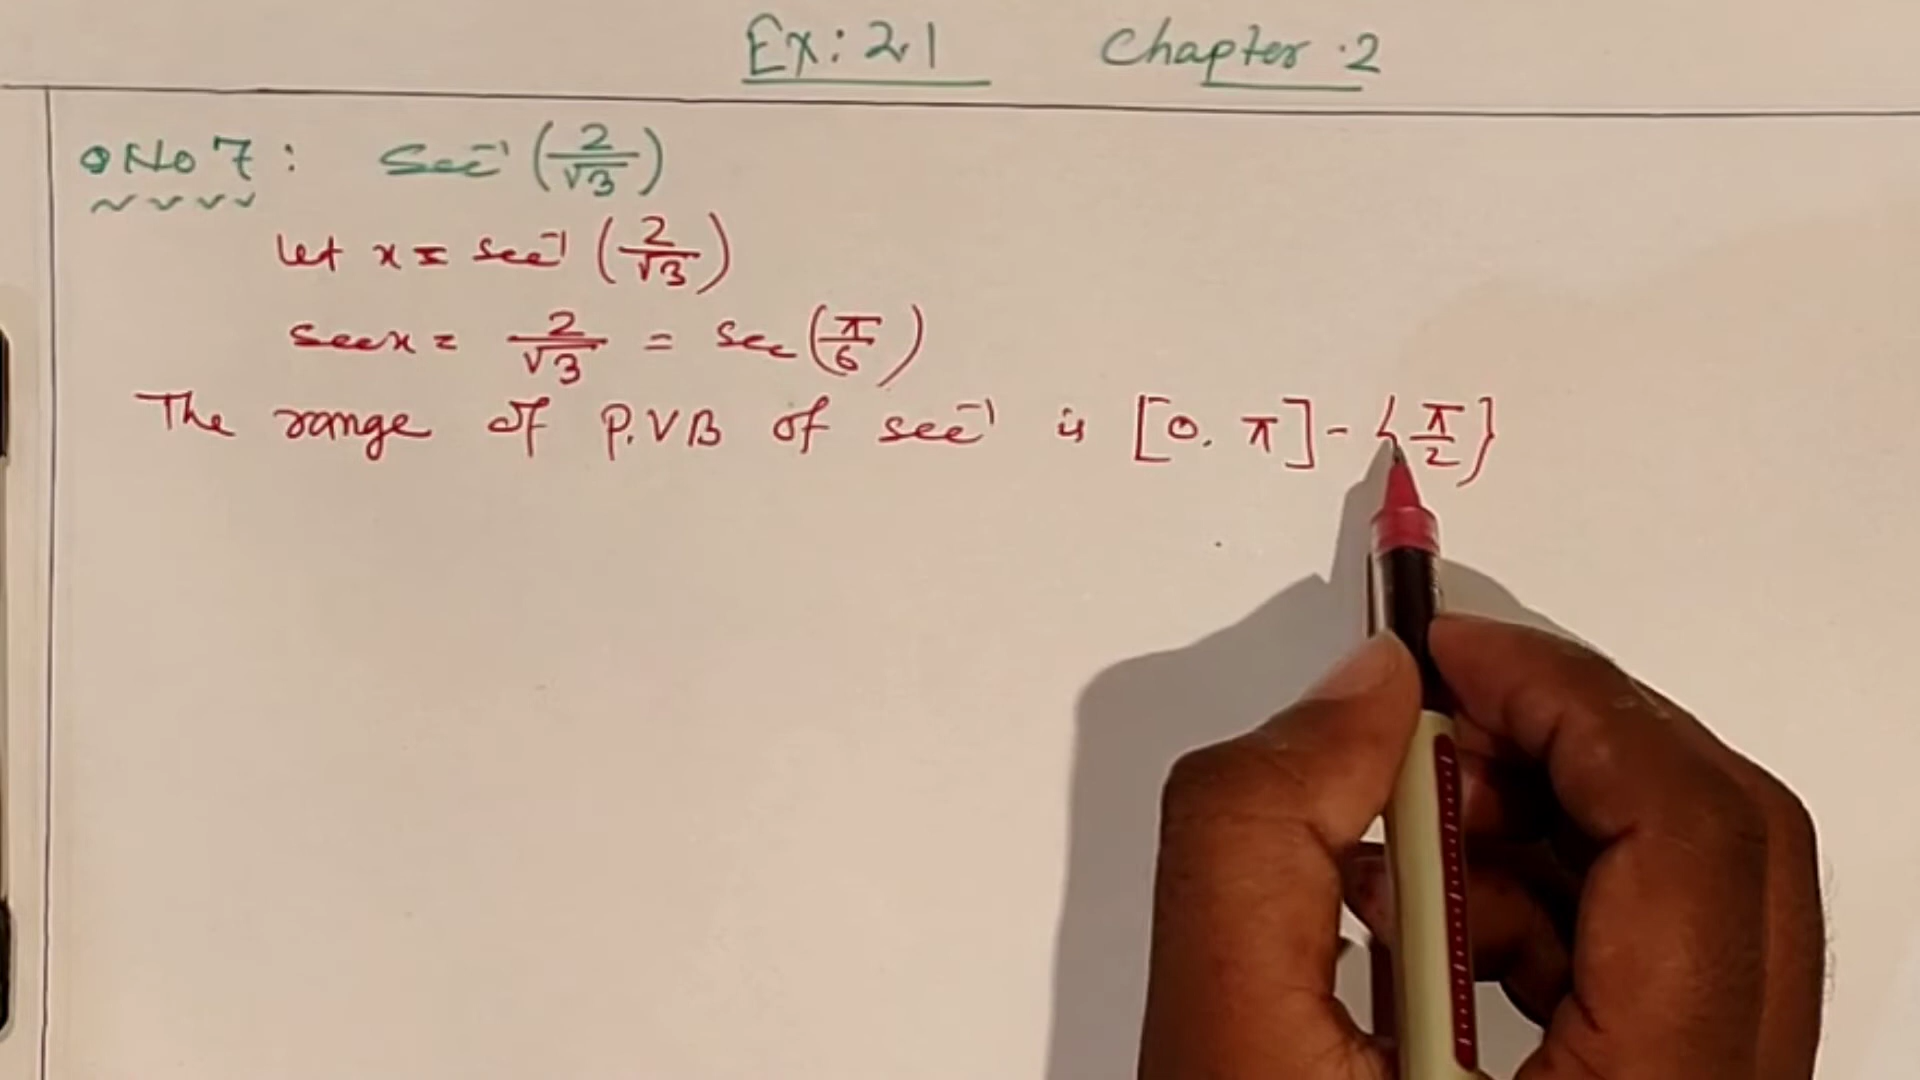 Ex: 2.1 Chapter . 2
No 7 : Sec⁻¹ (2/√3)
Let x = sec⁻¹ (2/√3)
secx = 2/√3 = sec (π/6)
The range of P.V.B of sec⁻¹ is [0. π] - {π/2}